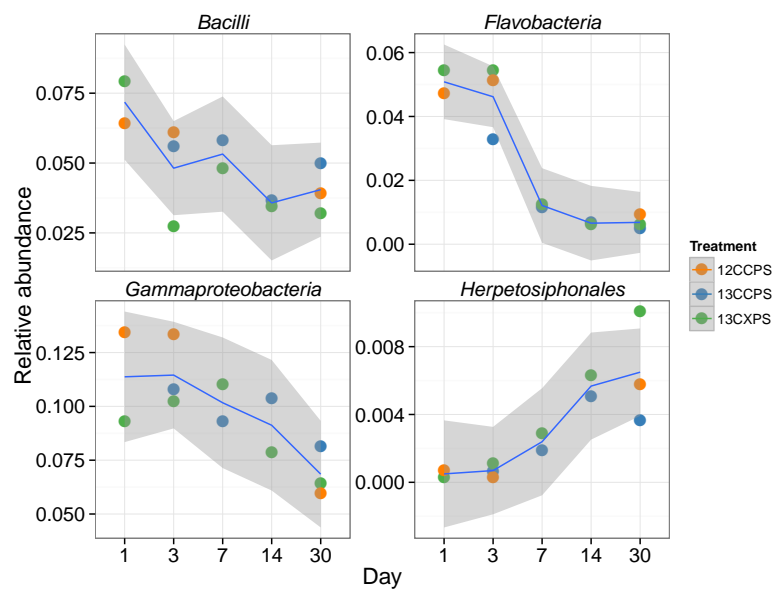 Bacilli
Flavobacteria
0.075
0.050
0.025
0.06
0.04
0.02
0.00
Gammaproteobacteria
Herpetosiphonales
0.125
0.100
0.075
0.050
0.008
0.004
0.000
1 3 7 14 30
1 3 7 14 30
Day
Relative abundance
Treatment
12CCPS
13CCPS
13CXPS